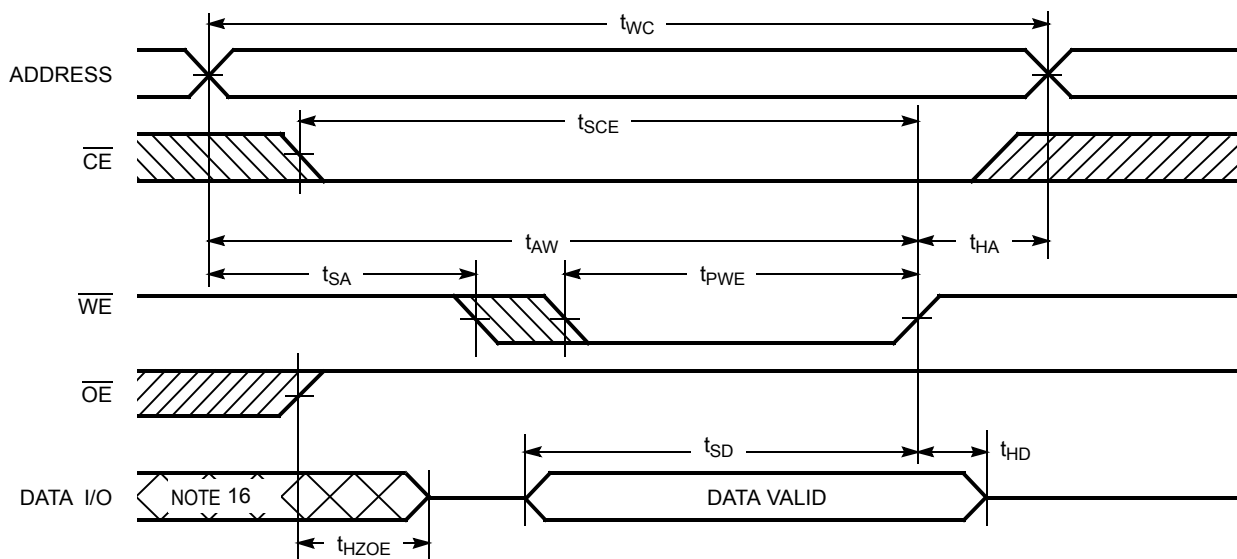 tWC
ADDRESS
tSCE
CE
tAW
tHA
tSA
tPWE
WE
OE
tSD
tHD
DATA I/O
NOTE 16
DATA VALID
tHZOE